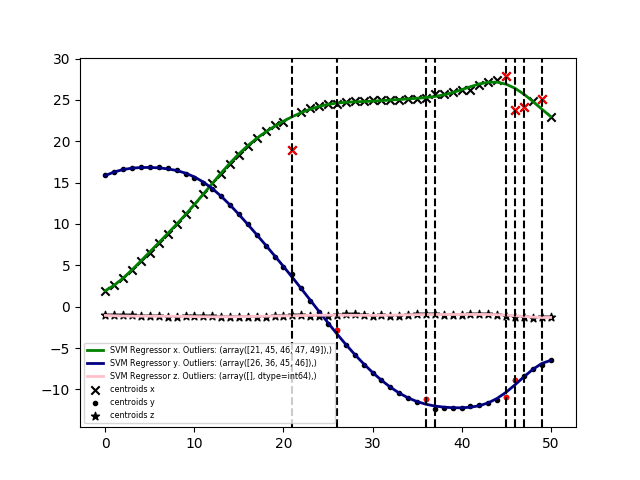 30
25
20
15
10
5
0
−5
−10
SVM Regressor x. Outliers: (array([21, 45, 46, 47, 49]),)
SVM Regressor y. Outliers: (array([26, 36, 45, 46]),)
SVM Regressor z. Outliers: (array([], dtype=int64),)
centroids x
centroids y
centroids z
0 10 20 30 40 50